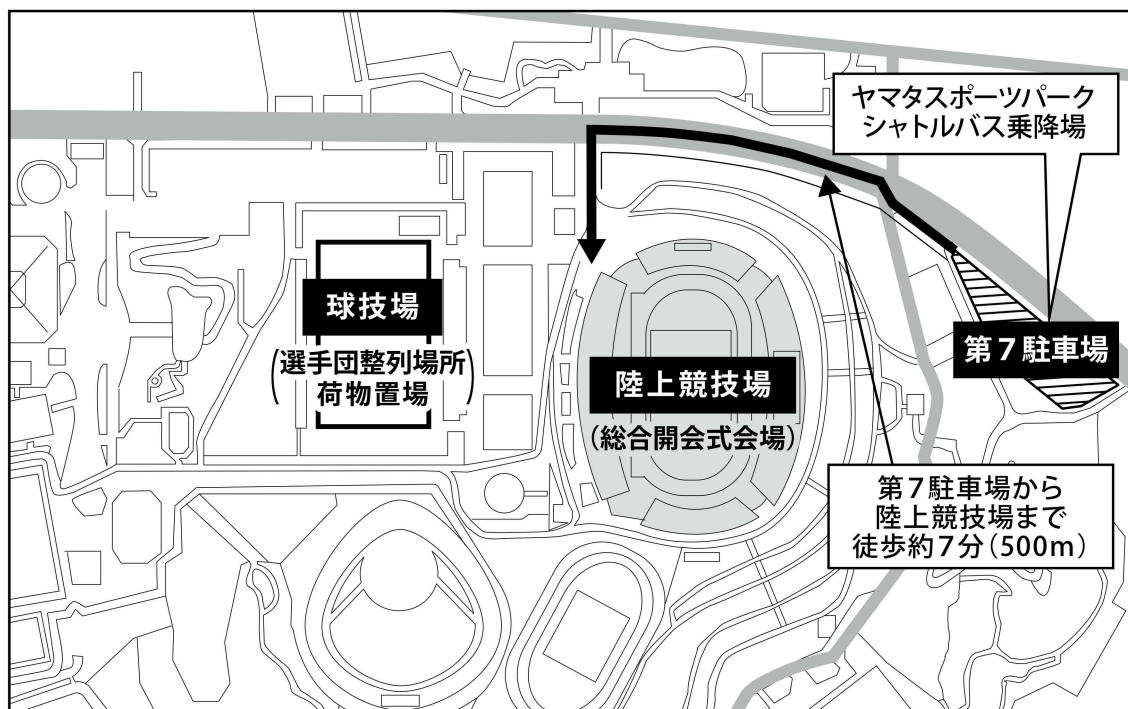 ヤマタスポーツパーク
シャトルバス乗降場
球技場
(選手団整列場所
荷物置場)
陸上競技場
(総合開会式会場)
第7駐車場
第7駐車場から
陸上競技場まで
徒歩約7分(500m)